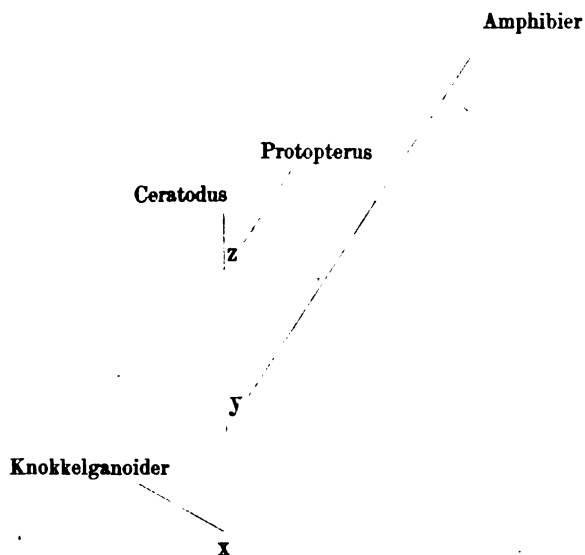 Amphibier
Protopterus
Ceratodus
z
y
Knokkelganoider
x